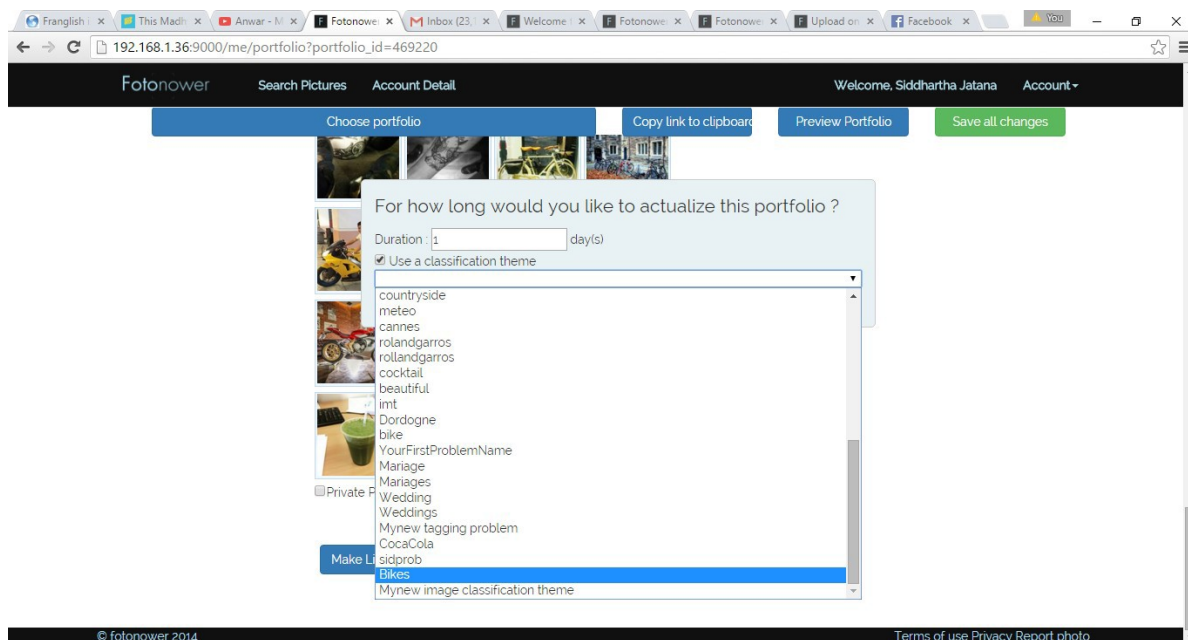 Franglish
This Madh
Anwar - M
Fotonower
M Inbox (23,
Welcome
Fotonower
Fotonower
Upload on
Facebook
You
192.168.1.36:9000/me/portfolio?portfolio_id=469220
Fotonower Search Pictures Account Detail Welcome, Siddhartha Jatana Account
Choose portfolio Copy link to clipboard Preview Portfolio Save all changes
For how long would you like to actualize this portfolio ?
Duration : 1 day(s)
Use a classification theme
countryside
meteo
cannes
rolandgarros
rollandgarros
cocktail
beautiful
imt
Dordogne
bike
YourFirstProblemName
Mariage
Mariages
Private P
Wedding
Weddings
Mynew tagging problem
CocaCola
Make Li
sidprob
Bikes
Mynew image classification theme
© fotonower 2014 Terms of use Privacy Report photo